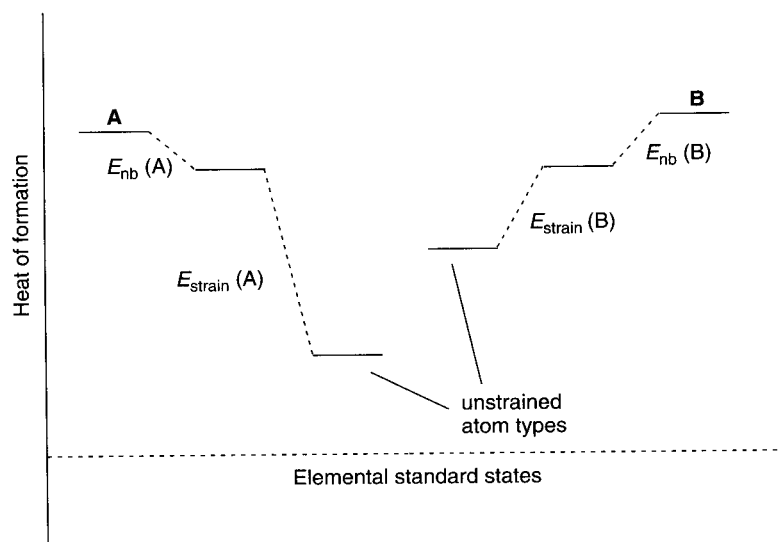 A
B
E_nb (A)
E_nb (B)
E_strain (B)
E_strain (A)
Heat of formation
unstrained
atom types
Elemental standard states